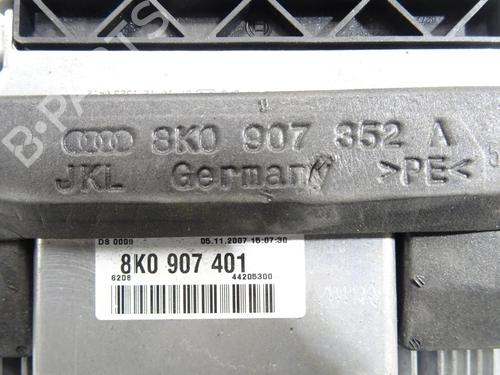 8K0 907 352 A
JKL Germany >PE<
DS 0000 05.11.2007 15:07:30
8K0 907 401
6208 44205300
B-PARTS